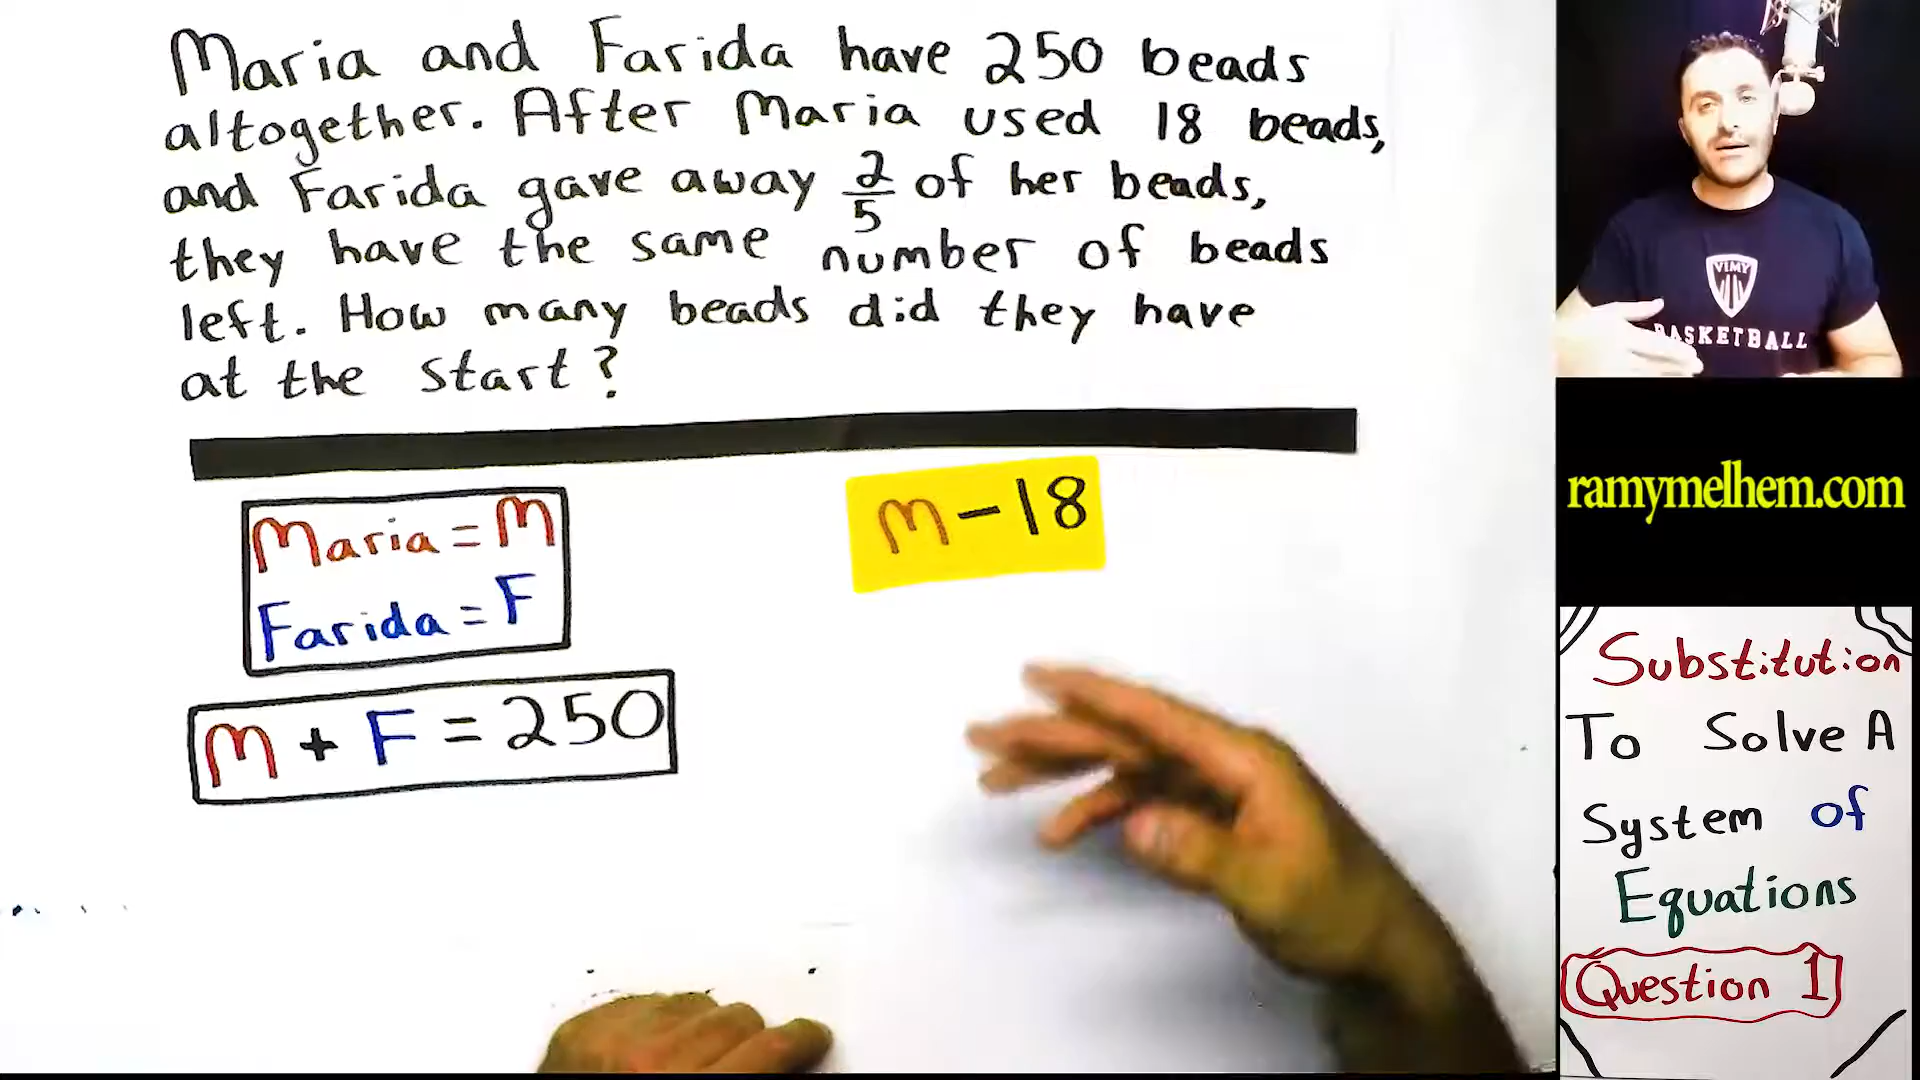 Maria and Farida have 250 beads
altogether. After Maria used 18 beads,
and Farida gave away 2/5 of her beads,
they have the same number of beads
left. How many beads did they have
at the start?
Maria = M
Farida = F
M + F = 250
M - 18
VIMY
BASKETBALL
ramymelhem.com
Substitution
To Solve A
System of
Equations
Question 1